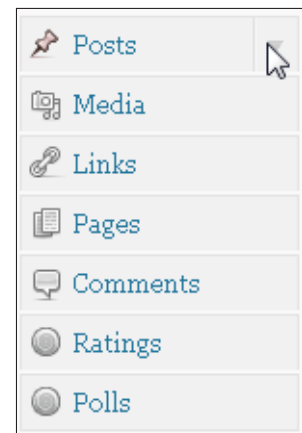 Posts
Media
Links
Pages
Comments
Ratings
Polls